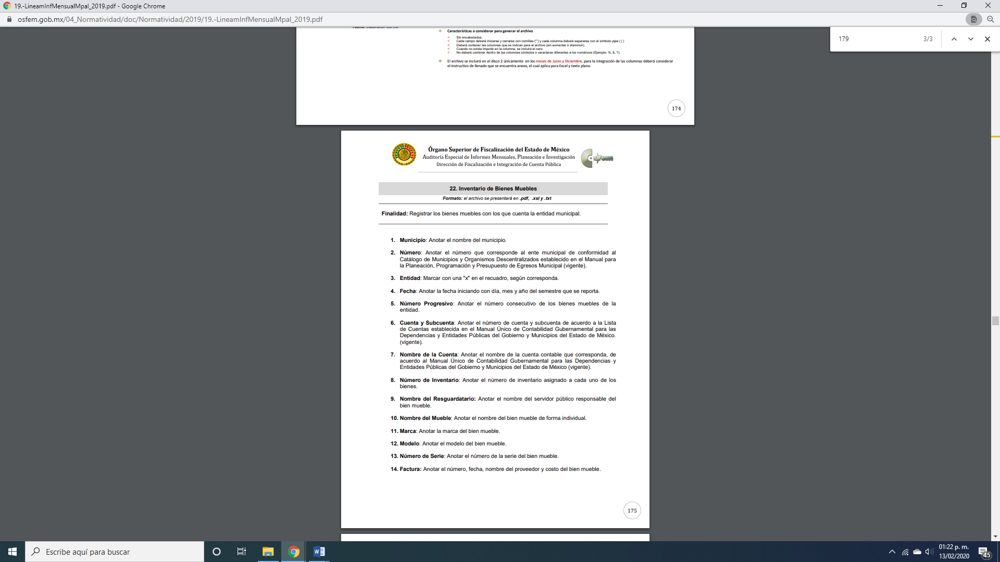 19.-LineamInfMensualMpal_2019.pdf - Google Chrome
osfem.gob.mx/04_Normatividad/doc/Normatividad/2019/19.-LineamInfMensualMpal_2019.pdf
179 3/3
Características a considerar para generar el archivo
Sin encabezados.
Cada campo deberá iniciarse y cerrarse con comillas ("") y cada columna deberá separarse con el símbolo pipe ( | )
Deberá contener las columnas que se indican para el archivo (sin aumentar ó disminuir).
Cuando no exista importe en la columna, se incluirá el cero.
No deberá contener dentro de las columnas símbolos o caracteres diferentes a los numéricos (Ejemplo: %, $, ?).
El archivo se incluirá en el disco 2 únicamente en los meses de Junio y Diciembre, para la integración de las columnas deberá considerar
el instructivo de llenado que se encuentra anexo, el cual aplica para Excel y texto plano.
174
Órgano Superior de Fiscalización del Estado de México
Auditoría Especial de Informes Mensuales, Planeación e Investigación
Dirección de Fiscalización e Integración de Cuenta Pública
osfem
22. Inventario de Bienes Muebles
Formato: el archivo se presentará en .pdf, .xsl y .txt
Finalidad: Registrar los bienes muebles con los que cuenta la entidad municipal.
1. Municipio: Anotar el nombre del municipio.
2. Número: Anotar el número que corresponde al ente municipal de conformidad al
Catálogo de Municipios y Organismos Descentralizados establecido en el Manual para
la Planeación, Programación y Presupuesto de Egresos Municipal (vigente).
3. Entidad: Marcar con una "x" en el recuadro, según corresponda.
4. Fecha: Anotar la fecha iniciando con día, mes y año del semestre que se reporta.
5. Número Progresivo: Anotar el número consecutivo de los bienes muebles de la
entidad.
6. Cuenta y Subcuenta: Anotar el número de cuenta y subcuenta de acuerdo a la Lista
de Cuentas establecida en el Manual Único de Contabilidad Gubernamental para las
Dependencias y Entidades Públicas del Gobierno y Municipios del Estado de México.
(vigente).
7. Nombre de la Cuenta: Anotar el nombre de la cuenta contable que corresponda, de
acuerdo al Manual Único de Contabilidad Gubernamental para las Dependencias y
Entidades Públicas del Gobierno y Municipios del Estado de México (vigente).
8. Número de Inventario: Anotar el número de inventario asignado a cada uno de los
bienes.
9. Nombre del Resguardatario: Anotar el nombre del servidor público responsable del
bien mueble.
10. Nombre del Mueble: Anotar el nombre del bien mueble de forma individual.
11. Marca: Anotar la marca del bien mueble.
12. Modelo: Anotar el modelo del bien mueble.
13. Número de Serie: Anotar el número de la serie del bien mueble.
14. Factura: Anotar el número, fecha, nombre del proveedor y costo del bien mueble.
175
Escribe aquí para buscar
01:22 p. m.
13/02/2020
45